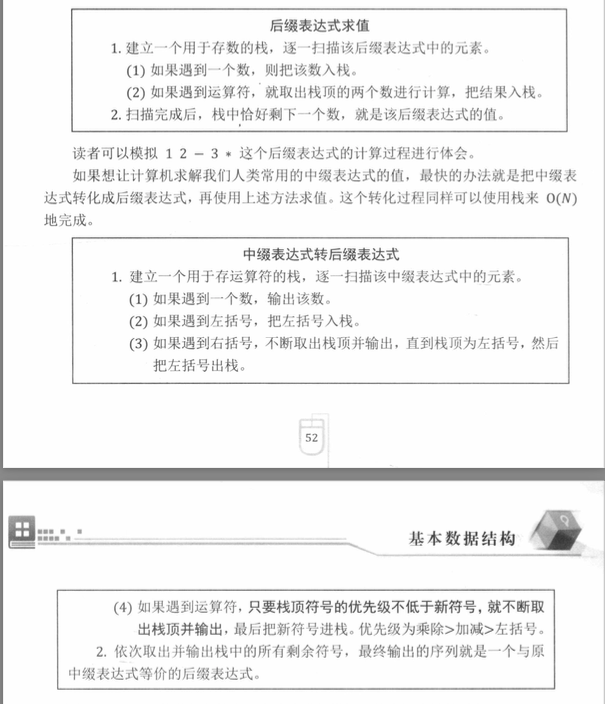 后缀表达式求值
1. 建立一个用于存数的栈，逐一扫描该后缀表达式中的元素。
(1) 如果遇到一个数，则把该数入栈。
(2) 如果遇到运算符，就取出栈顶的两个数进行计算，把结果入栈。
2. 扫描完成后，栈中恰好剩下一个数，就是该后缀表达式的值。
读者可以模拟 1 2 − 3 * 这个后缀表达式的计算过程进行体会。
如果想让计算机求解我们人类常用的中缀表达式的值，最快的办法就是把中缀表
达式转化成后缀表达式，再使用上述方法求值。这个转化过程同样可以使用栈来 O(N)
地完成。
中缀表达式转后缀表达式
1. 建立一个用于存运算符的栈，逐一扫描该中缀表达式中的元素。
(1) 如果遇到一个数，输出该数。
(2) 如果遇到左括号，把左括号入栈。
(3) 如果遇到右括号，不断取出栈顶并输出，直到栈顶为左括号，然后
把左括号出栈。
52
基本数据结构
(4) 如果遇到运算符，只要栈顶符号的优先级不低于新符号，就不断取
出栈顶并输出，最后把新符号进栈。优先级为乘除>加减>左括号。
2. 依次取出并输出栈中的所有剩余符号，最终输出的序列就是一个与原
中缀表达式等价的后缀表达式。